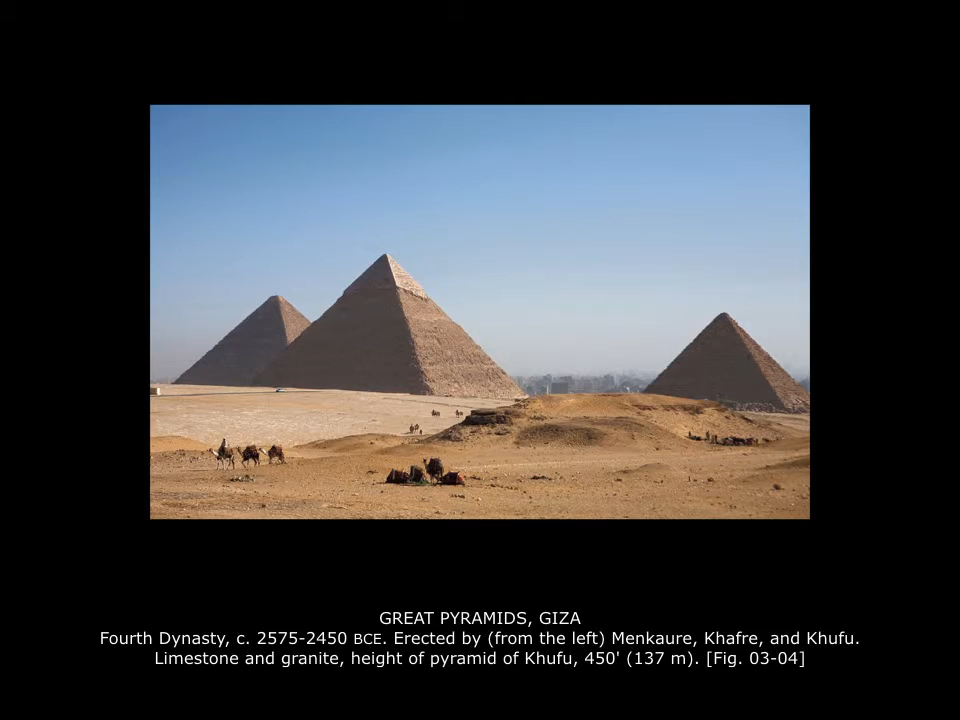 GREAT PYRAMIDS, GIZA
Fourth Dynasty, c. 2575-2450 BCE. Erected by (from the left) Menkaure, Khafre, and Khufu.
Limestone and granite, height of pyramid of Khufu, 450' (137 m). [Fig. 03-04]